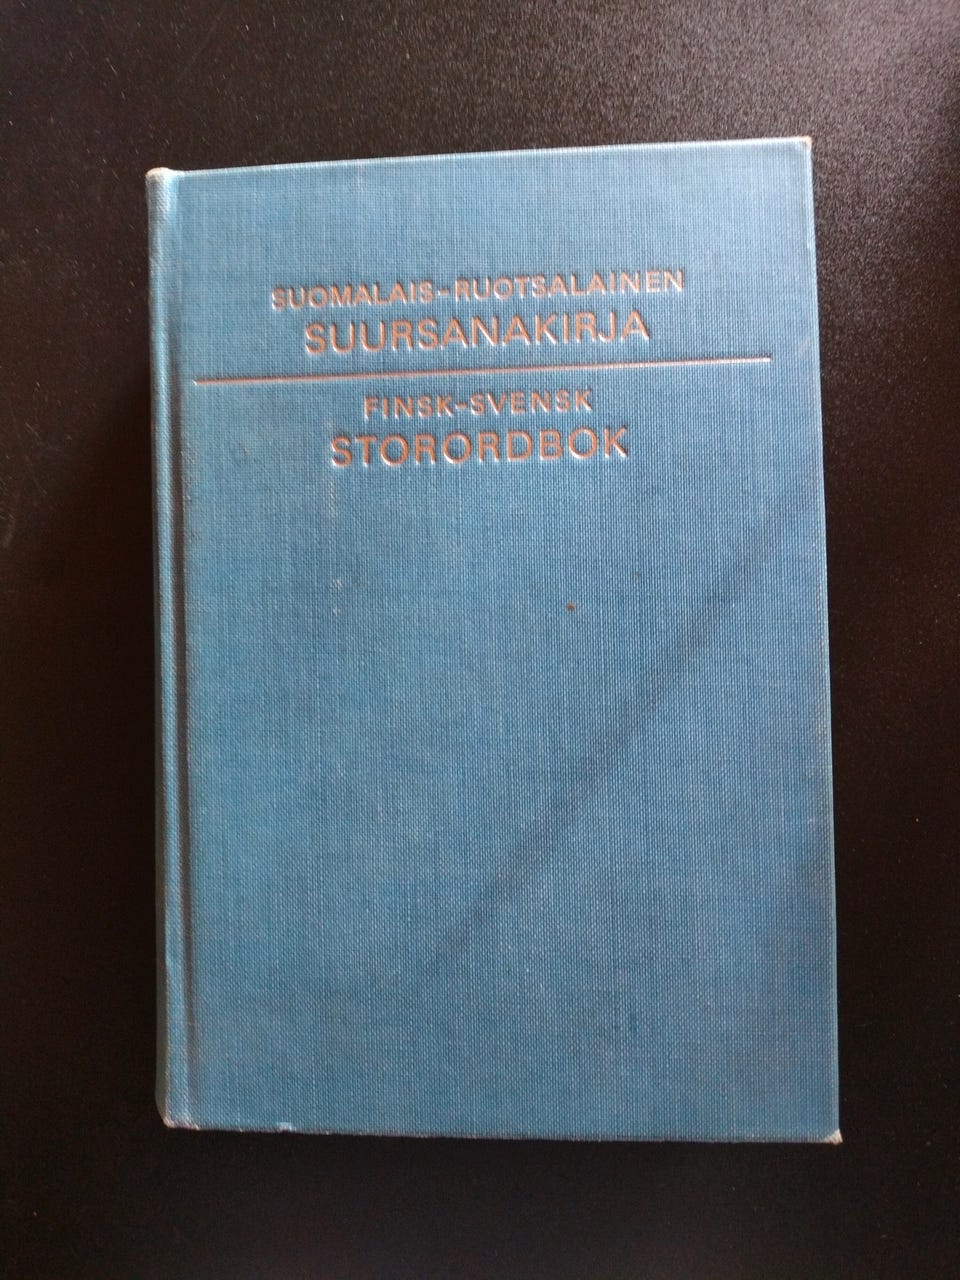 SUOMALAIS-RUOTSALAINEN
SUURSANAKIRJA
FINSK-SVENSK
STORORDBOK